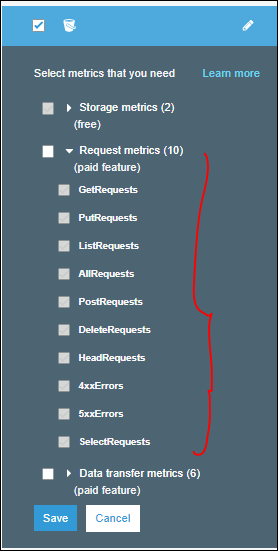 Select metrics that you need Learn more
Storage metrics (2)
(free)
Request metrics (10)
(paid feature)
GetRequests
PutRequests
ListRequests
AllRequests
PostRequests
DeleteRequests
HeadRequests
4xxErrors
5xxErrors
SelectRequests
Data transfer metrics (6)
(paid feature)
Save Cancel